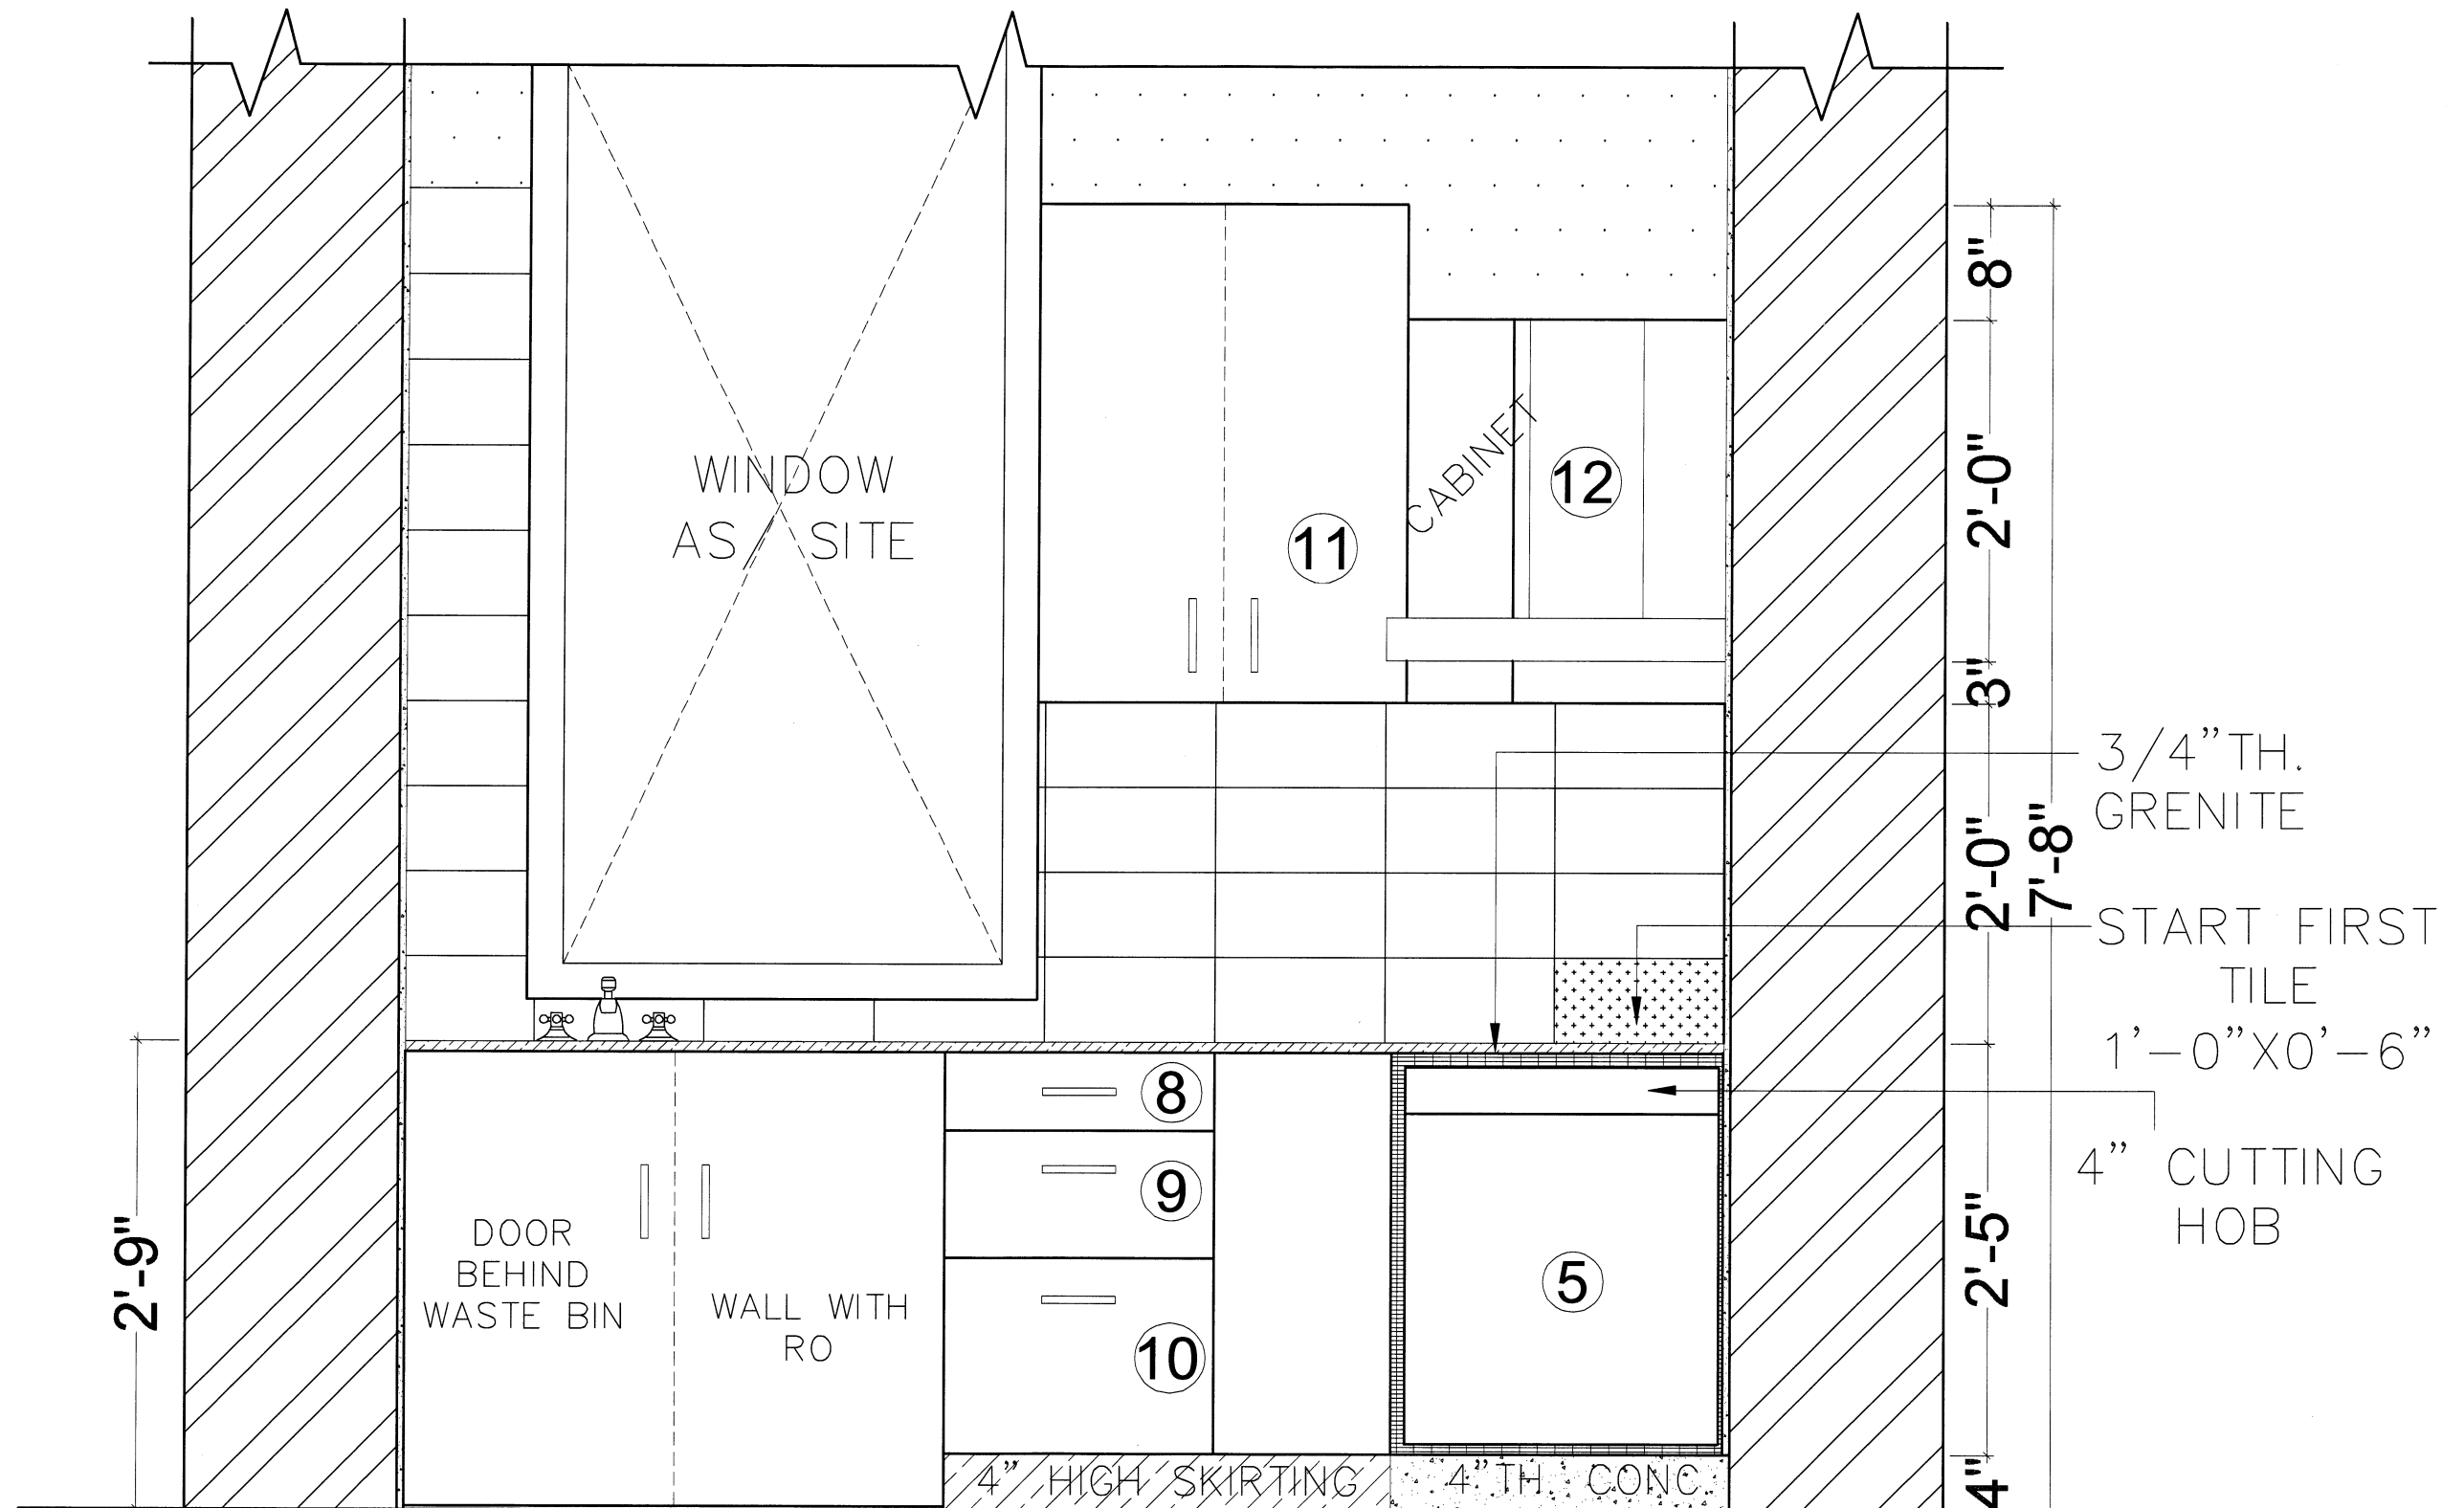 WINDOW
AS SITE
CABINET
11
12
8"
2'-0"
3"
2'-0"
7'-8"
3/4"TH.
GRENITE
START FIRST
TILE
1'-0"X0'-6"
4" CUTTING
HOB
2'-9"
DOOR
BEHIND
WASTE BIN
WALL WITH
RO
8
9
10
5
2'-5"
4" HIGH SKIRTING
4"TH CONC.
4"